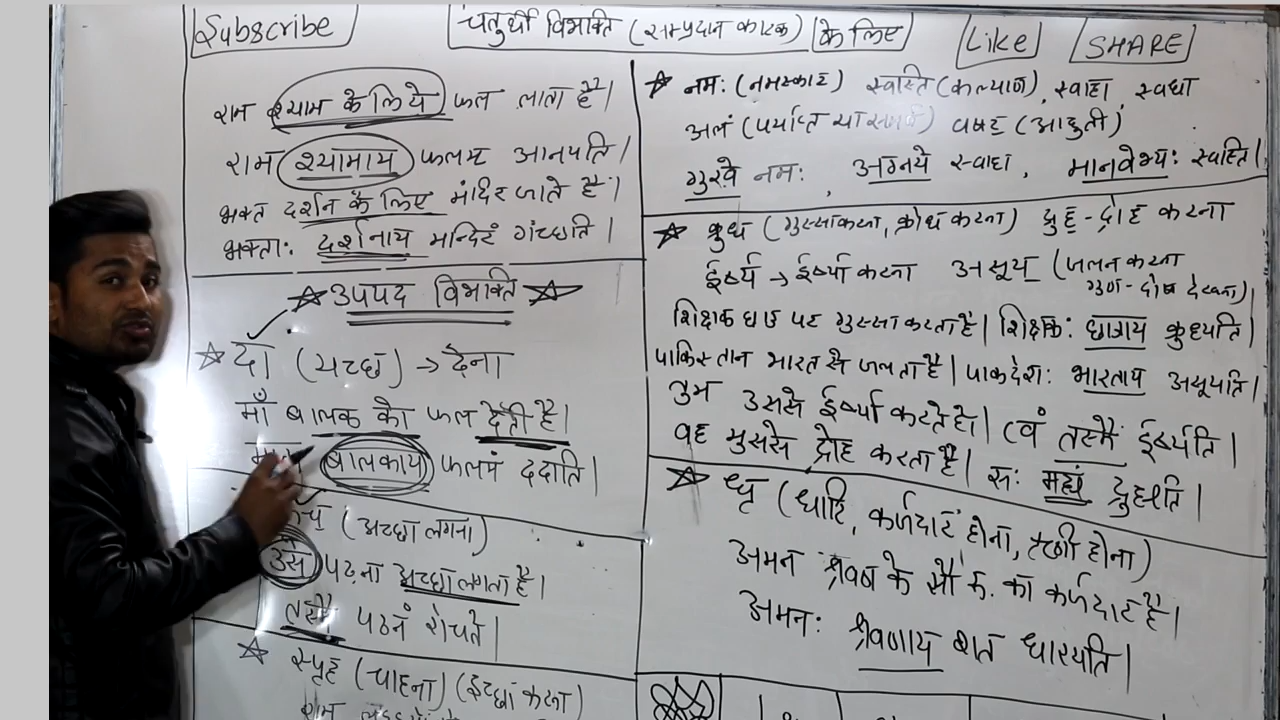 Subscribe
चतुर्थी विभक्ति (सम्प्रदान कारक) के लिए
Like
SHARE
राम श्याम के लिये फल लाता है।
राम श्यामाय फलम आनयति।
भक्त दर्शन के लिए मंदिर जाते है।
भक्ताः दर्शनाय मन्दिरं गच्छति।
उपपद विभक्ति
दा (यच्छ) → देना
माँ बालक को फल देती है।
बालकाय फलमं ददाति।
(अच्छा लगना)
उसे पढना अच्छा लगता है।
तस्मै पठनं रोचते।
स्पृह (चाहना) (इच्छा करना)
राम
नमः (नमस्कार) स्वस्ति (कल्याण), स्वाहा, स्वधा
अलं (पर्याप्त या समर्थ) वषट (आहुती)
गुरवे नमः, अग्नये स्वाहा, मानवेभ्यः स्वस्ति।
क्रुध (गुस्सा करना, क्रोध करना) द्रुह - द्रोह करना
ईर्ष्य → ईर्ष्या करना असूय (जलन करना
गुण-दोष देखना)
शिक्षक छात्र पर गुस्सा करता है। शिक्षकः छात्राय क्रुध्यति।
पाकिस्तान भारत से जलता है। पाकदेशः भारताय असूयति।
तुम उससे ईर्ष्या करते हो। त्वं तस्मै ईर्ष्यति।
वह मुझसे द्रोह करता है। सः मह्यं द्रुह्यति।
धृ (धारि, कर्जदार होना, ऋणी होना)
अमन श्रवण के सौ रु. का कर्जदार है।
अमनः श्रवणाय शत धारयति।